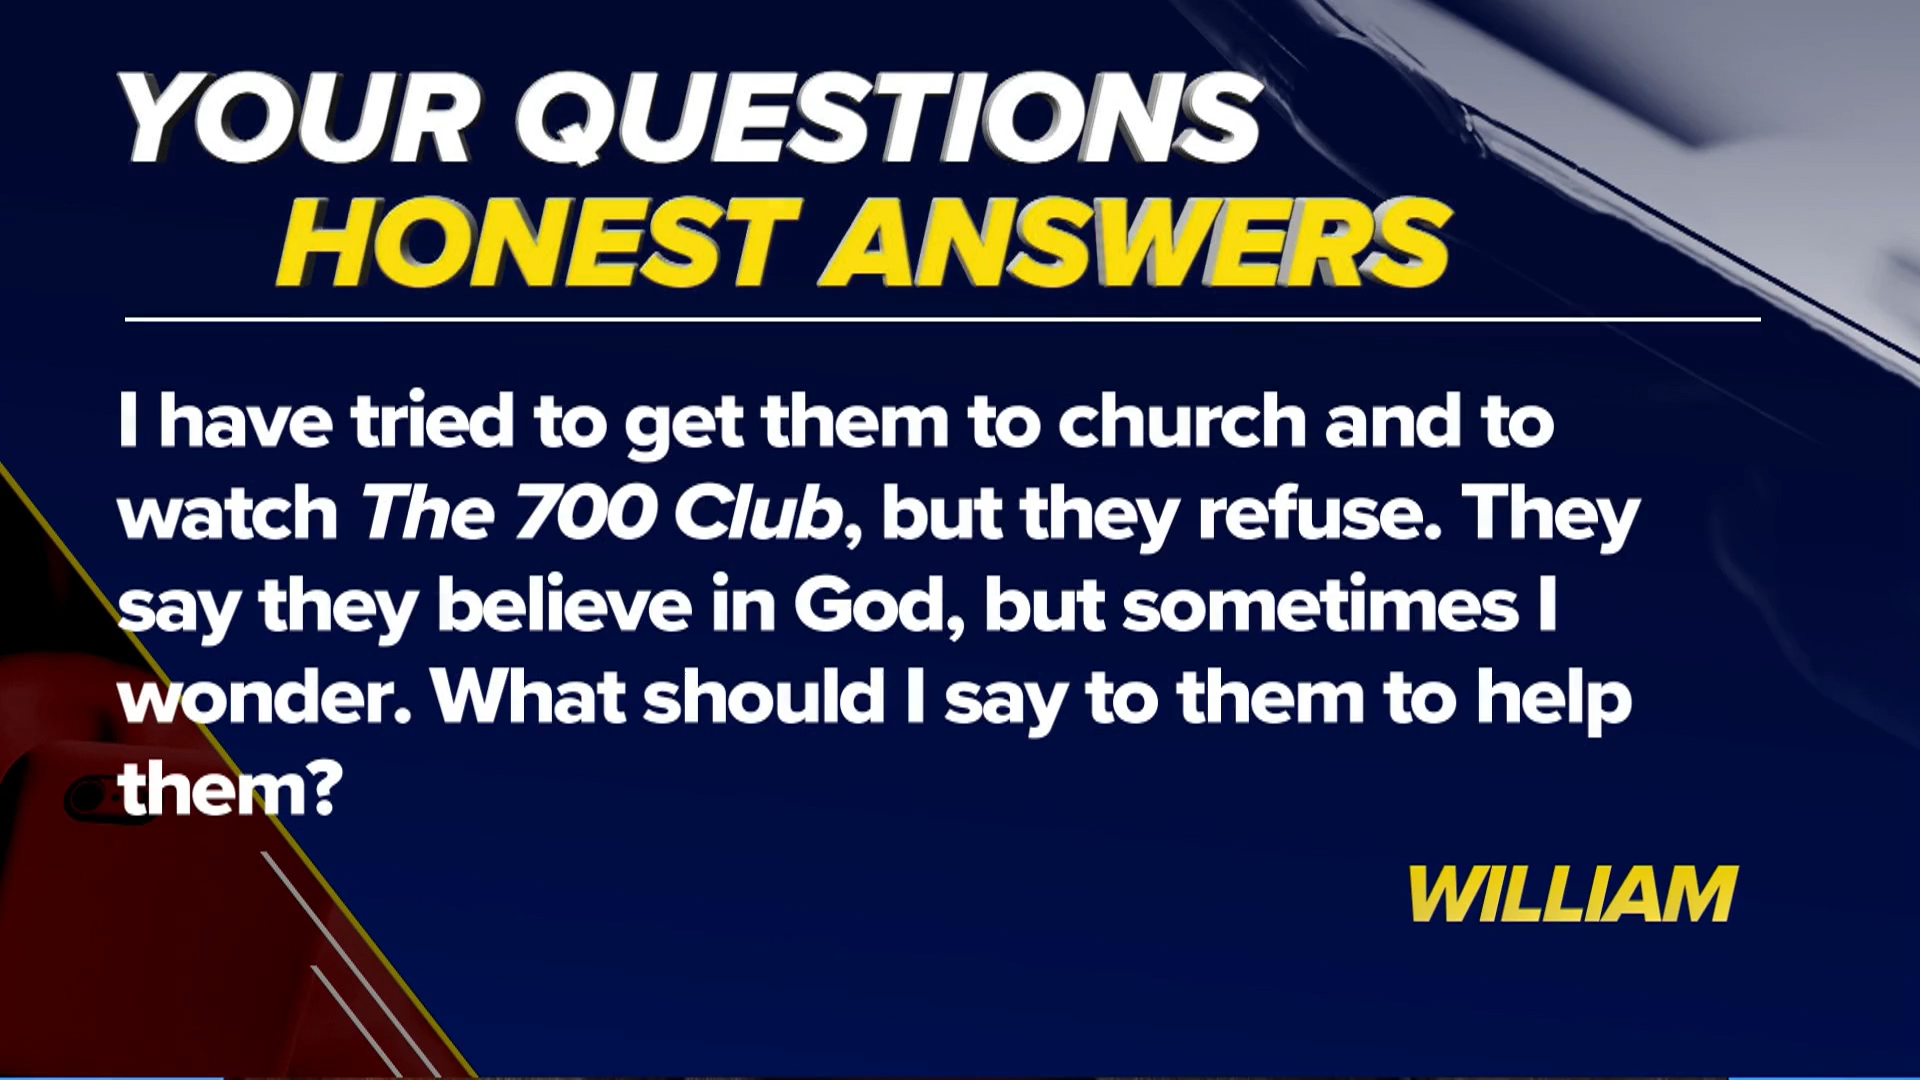 YOUR QUESTIONS
HONEST ANSWERS
I have tried to get them to church and to
watch The 700 Club, but they refuse. They
say they believe in God, but sometimes I
wonder. What should I say to them to help
them?
WILLIAM